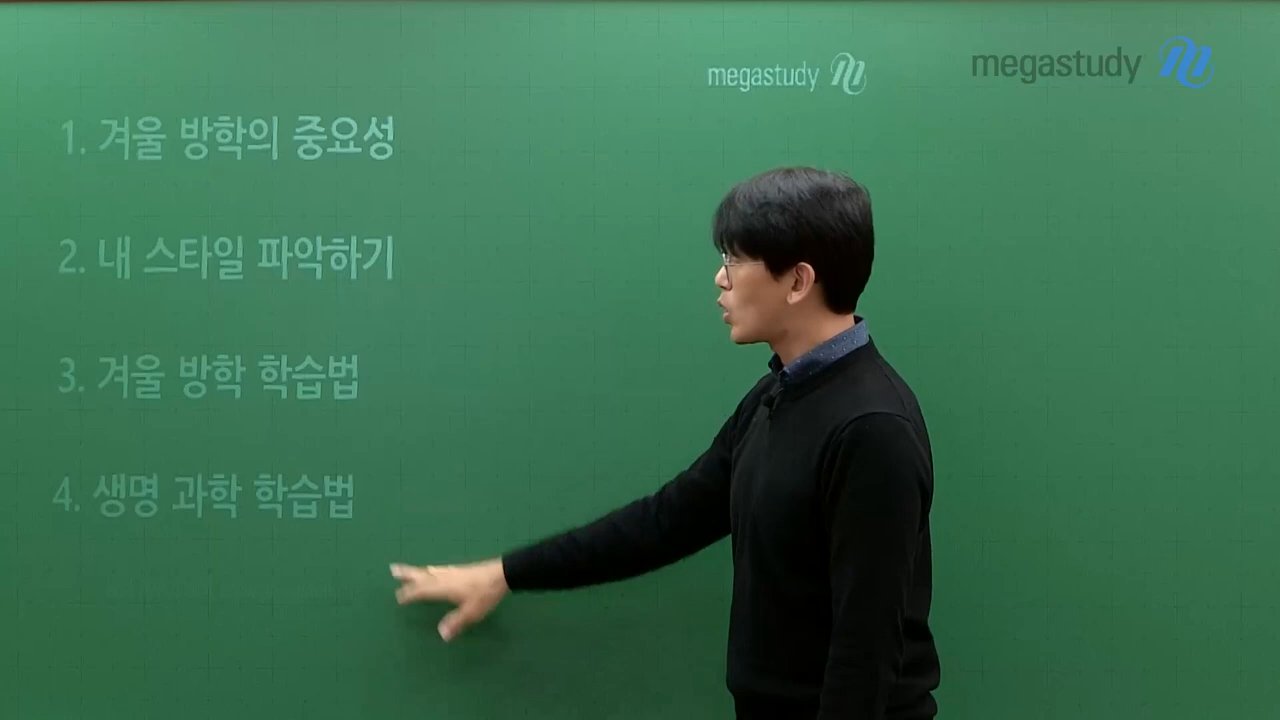 megastudy
megastudy
1. 겨울 방학의 중요성
2. 내 스타일 파악하기
3. 겨울 방학 학습법
4. 생명 과학 학습법